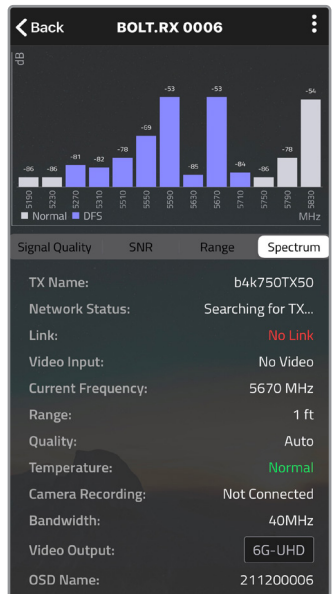 Back BOLT.RX 0006
dB
-86 -86 -81 -82 -78 -69 -53 -85 -53 -84 -86 -78 -54
5190 5230 5270 5310 5510 5550 5590 5630 5670 5710 5750 5790 5830
Normal DFS MHz
Signal Quality SNR Range Spectrum
TX Name: b4k750TX50
Network Status: Searching for TX...
Link: No Link
Video Input: No Video
Current Frequency: 5670 MHz
Range: 1 ft
Quality: Auto
Temperature: Normal
Camera Recording: Not Connected
Bandwidth: 40MHz
Video Output: 6G-UHD
OSD Name: 211200006